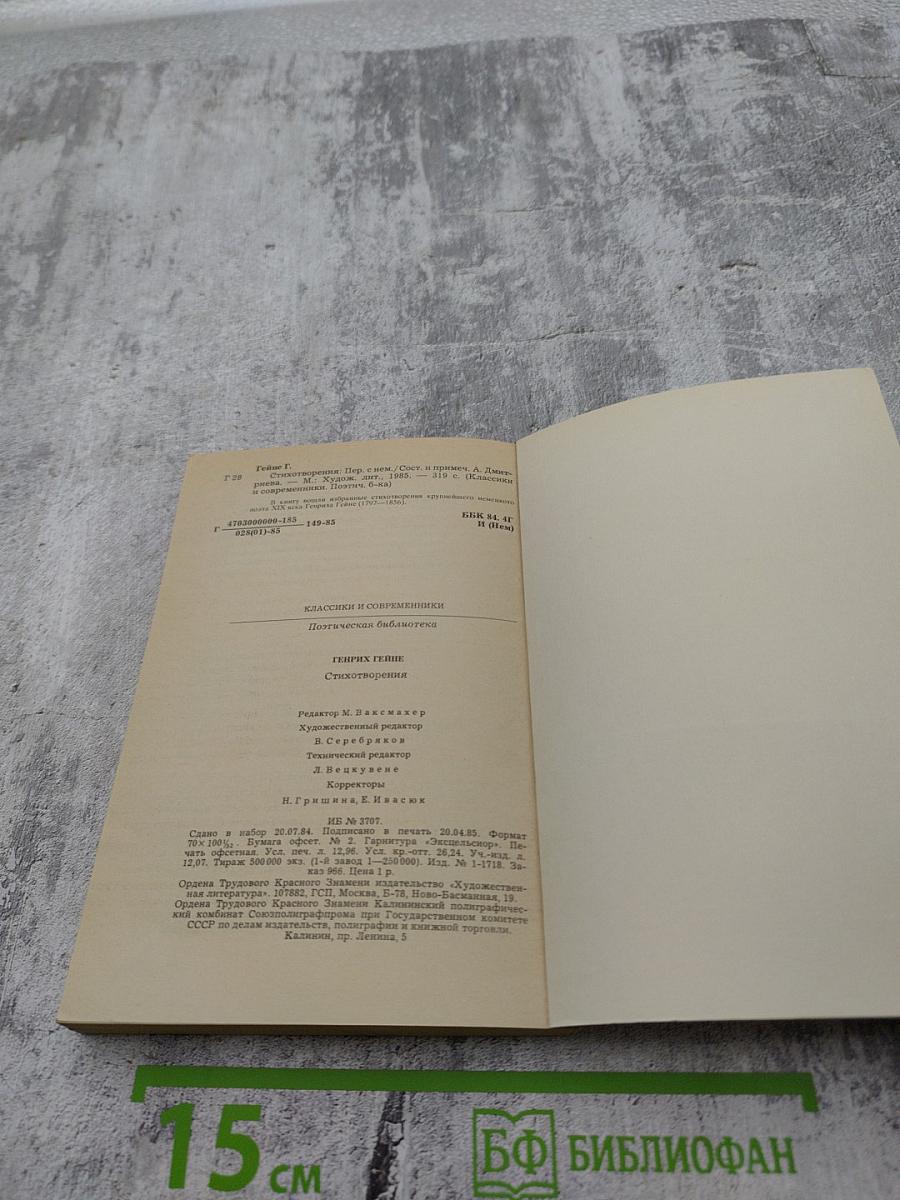 Гейне Г.
Г 28 Стихотворения: Пер. с нем./Сост. и примеч. А. Дмит-
риева. — М.: Худож. лит., 1985. — 319 с. (Классики
и современники. Поэтич. б-ка)
В книгу вошли избранные стихотворения крупнейшего немецкого
поэта XIX века Генриха Гейне (1797—1856).
Г 4703000000-185 149-85
028(01)-85
ББК 84. 4Г
И (Нем)
КЛАССИКИ И СОВРЕМЕННИКИ
Поэтическая библиотека
ГЕНРИХ ГЕЙНЕ
Стихотворения
Редактор М. Ваксмахер
Художественный редактор
В. Серебряков
Технический редактор
Л. Вецкувене
Корректоры
Н. Гришина, Е. Ивасюк
ИБ № 3707.
Сдано в набор 20.07.84. Подписано в печать 20.04.85. Формат
70×100 1/32. Бумага офсет. № 2. Гарнитура «Эксцельсиор». Пе-
чать офсетная. Усл. печ. л. 12,96. Усл. кр.-отт. 26,24. Уч.-изд. л.
12,07. Тираж 500 000 экз. (1-й завод 1—250 000). Изд. № 1-1718. За-
каз 966. Цена 1 р.
Ордена Трудового Красного Знамени издательство «Художествен-
ная литература». 107882, ГСП, Москва, Б-78, Ново-Басманная, 19.
Ордена Трудового Красного Знамени Калининский полиграфичес-
кий комбинат Союзполиграфпрома при Государственном комитете
СССР по делам издательств, полиграфии и книжной торговли.
Калинин, пр. Ленина, 5
15 см
БФ БИБЛИОФАН